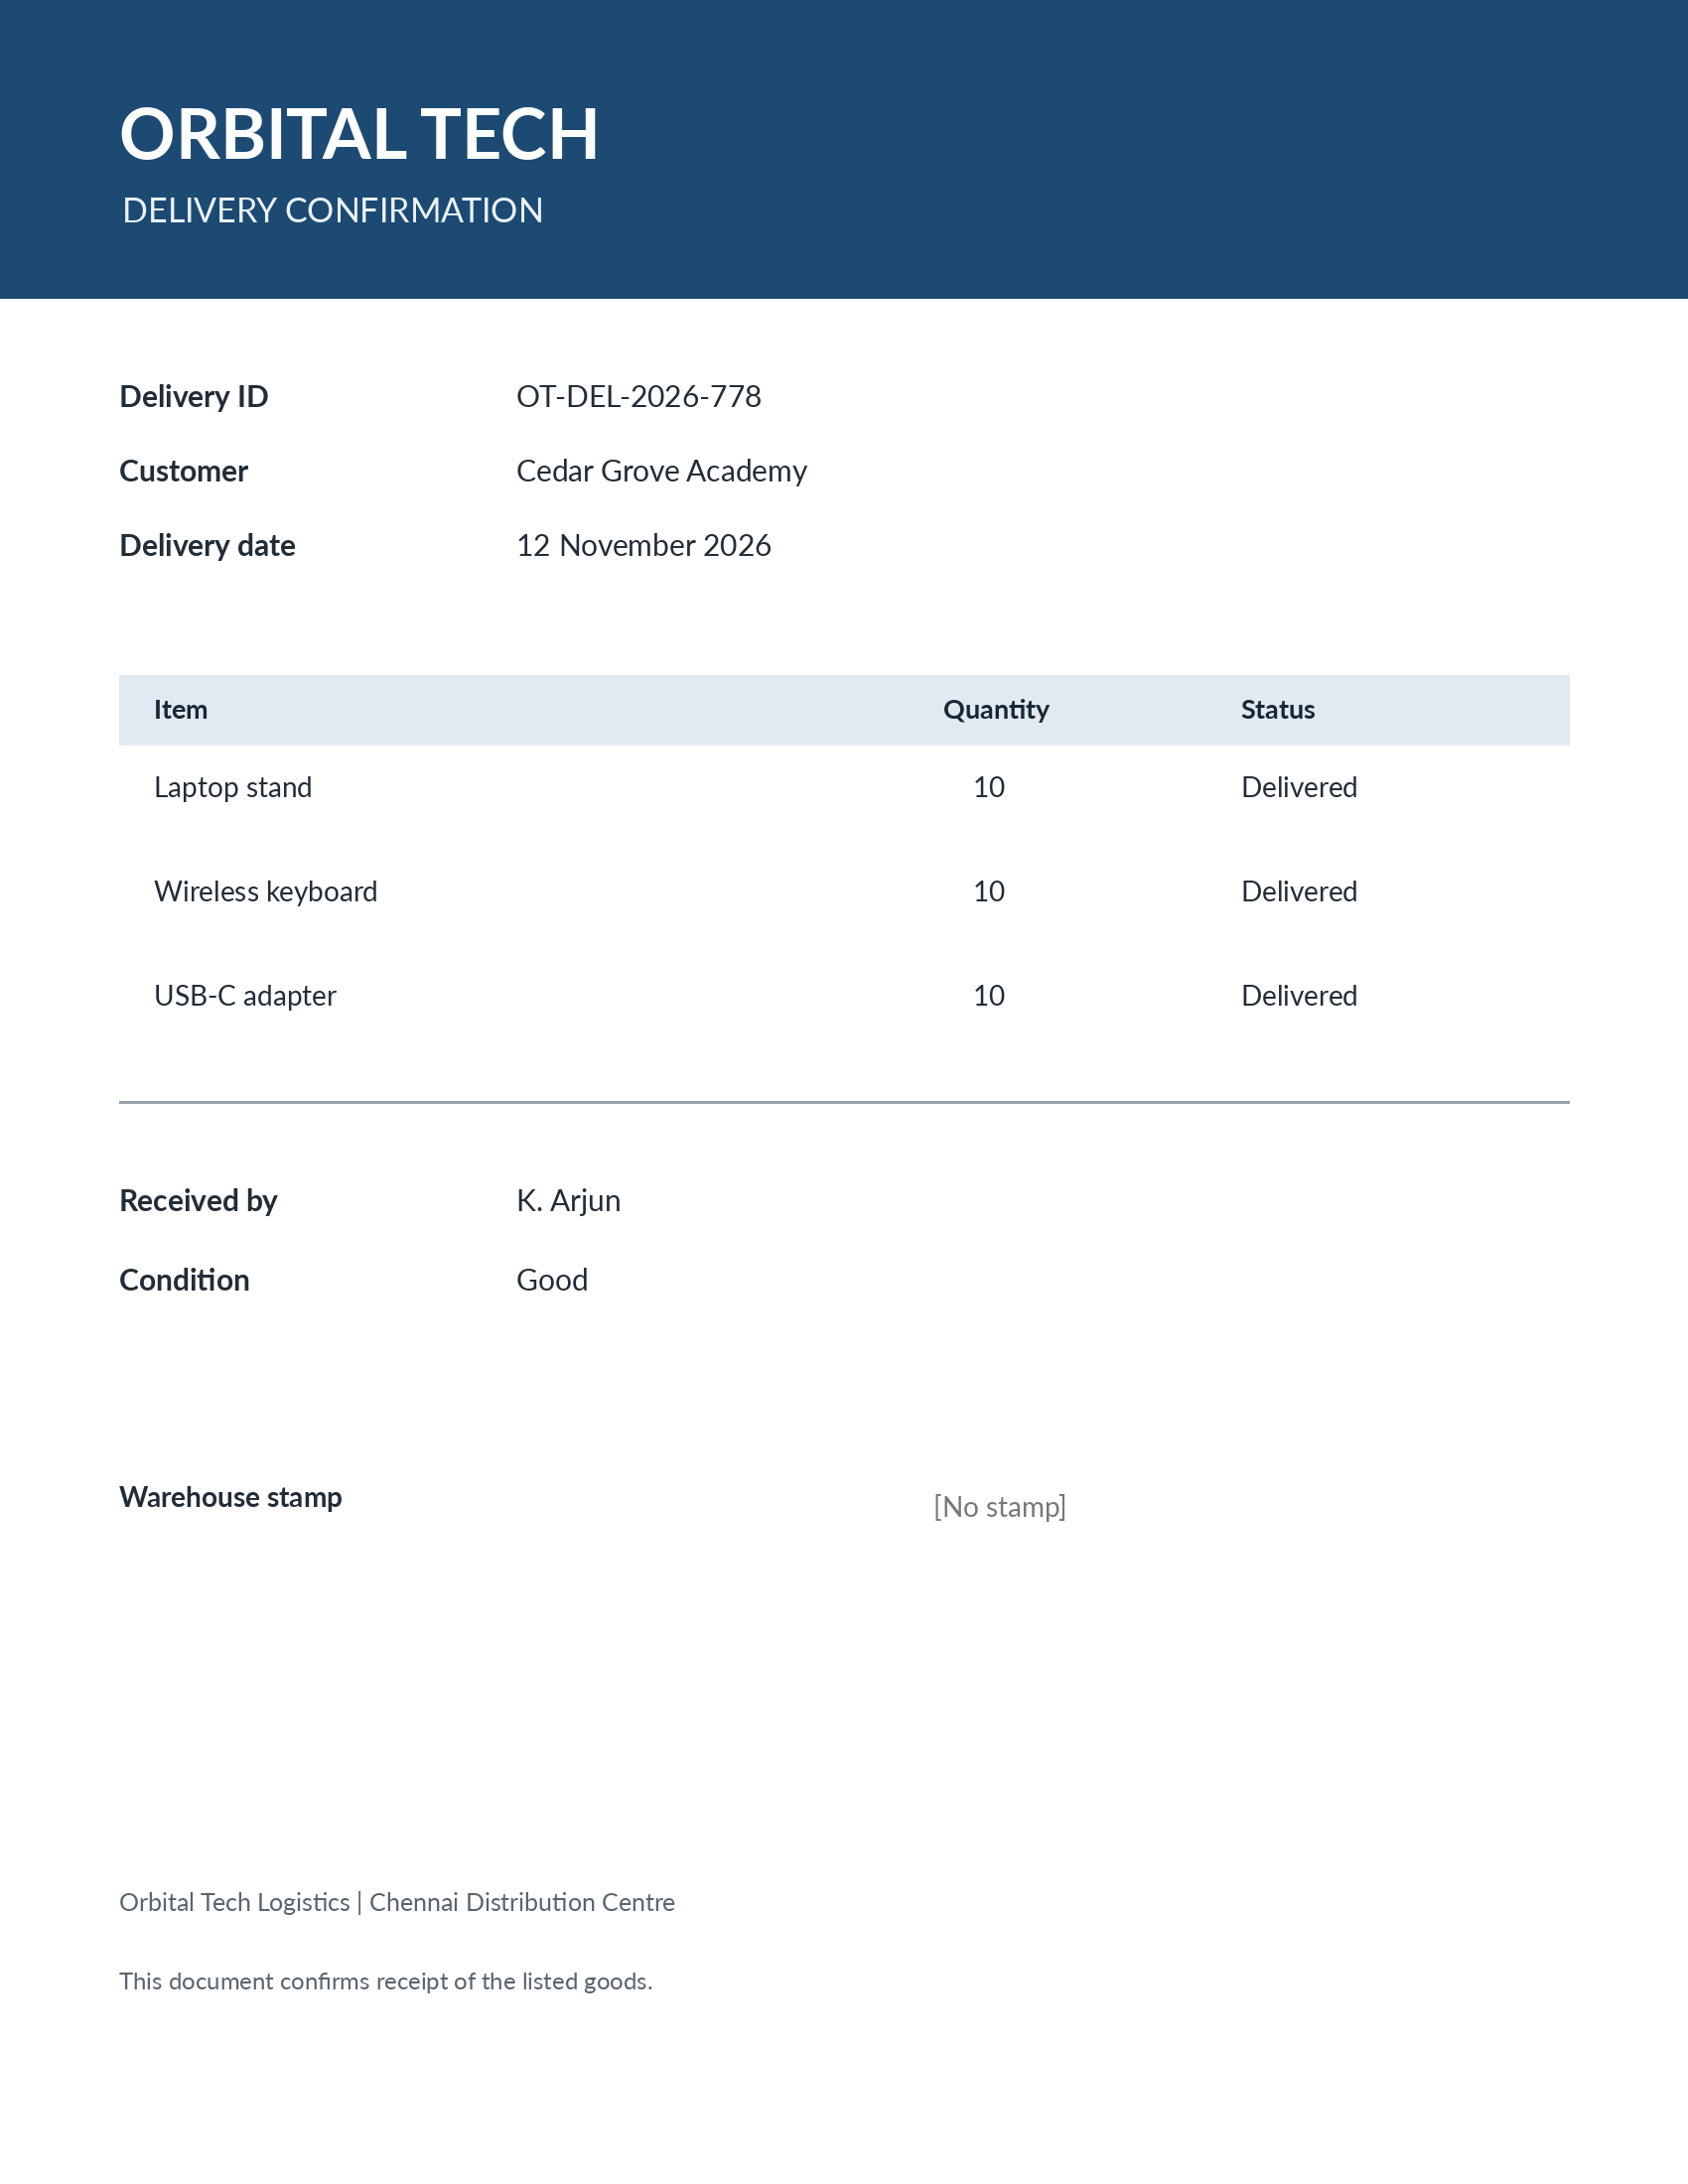 ORBITAL TECH
DELIVERY CONFIRMATION
Delivery ID OT-DEL-2026-778
Customer Cedar Grove Academy
Delivery date 12 November 2026
Item Quantity Status
Laptop stand 10 Delivered
Wireless keyboard 10 Delivered
USB-C adapter 10 Delivered
Received by K. Arjun
Condition Good
Warehouse stamp [No stamp]
Orbital Tech Logistics | Chennai Distribution Centre
This document confirms receipt of the listed goods.